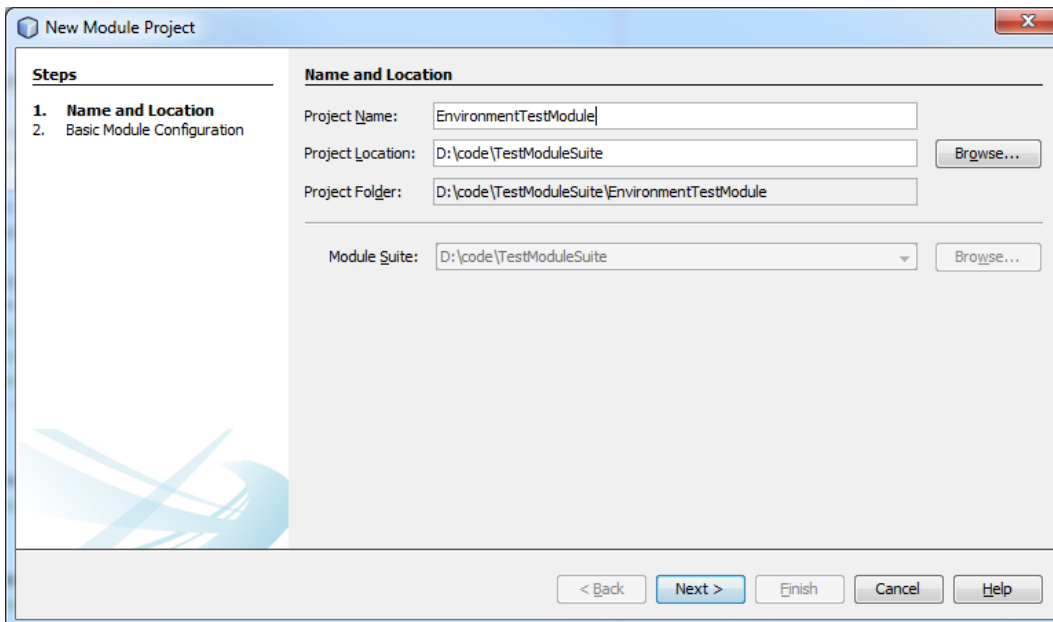 New Module Project
Steps
1. Name and Location
2. Basic Module Configuration
Name and Location
Project Name: EnvironmentTestModule
Project Location: D:\code\TestModuleSuite Browse...
Project Folder: D:\code\TestModuleSuite\EnvironmentTestModule
Module Suite: D:\code\TestModuleSuite Browse...
< Back Next > Finish Cancel Help